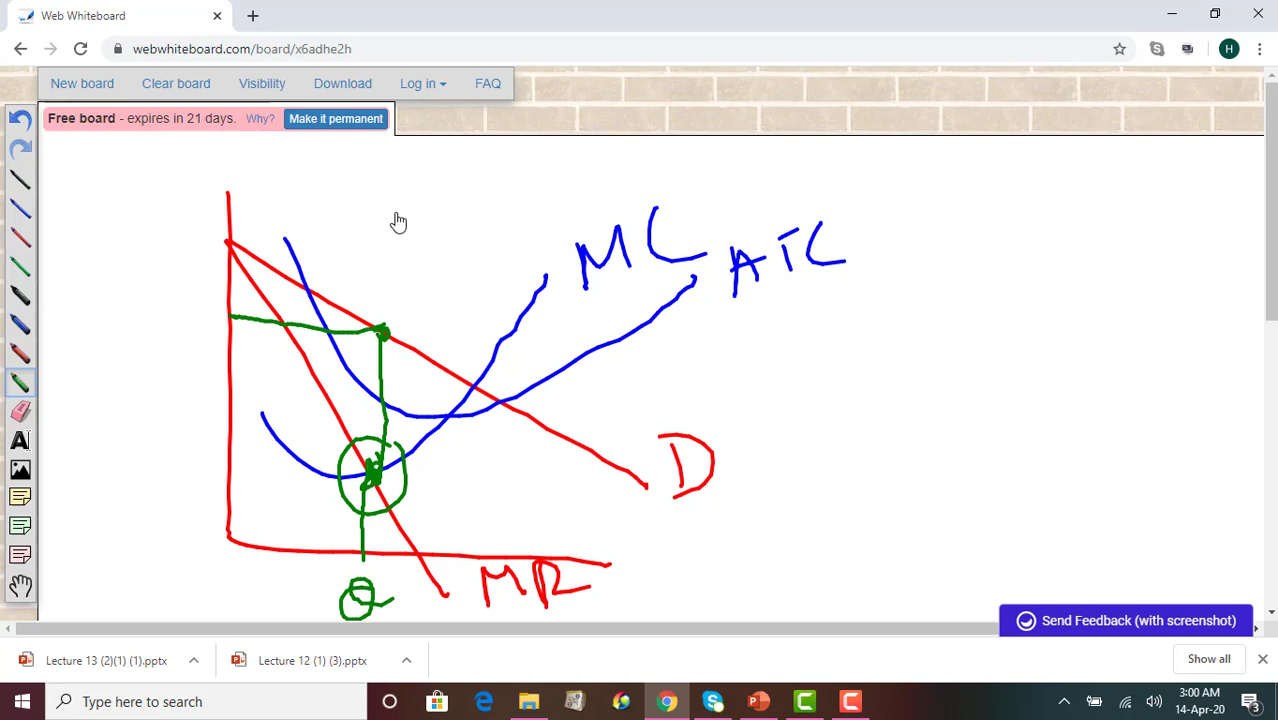 Web Whiteboard
webwhiteboard.com/board/x6adhe2h
H
New board Clear board Visibility Download Log in FAQ
Free board - expires in 21 days. Why? Make it permanent
A
MC
ATC
D
MR
Q
Send Feedback (with screenshot)
Lecture 13 (2)(1) (1).pptx Lecture 12 (1) (3).pptx Show all
Type here to search
3:00 AM
14-Apr-20
3